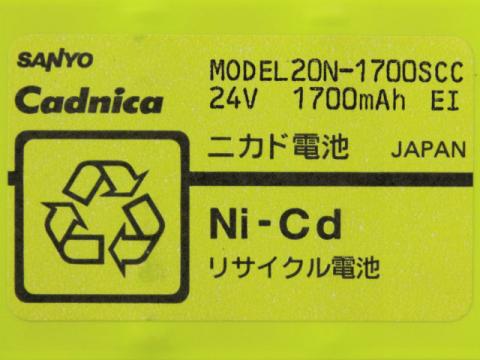 SANYO
Cadnica
MODEL20N-1700SCC
24V 1700mAh EI
ニカド電池 JAPAN
Ni-Cd
リサイクル電池